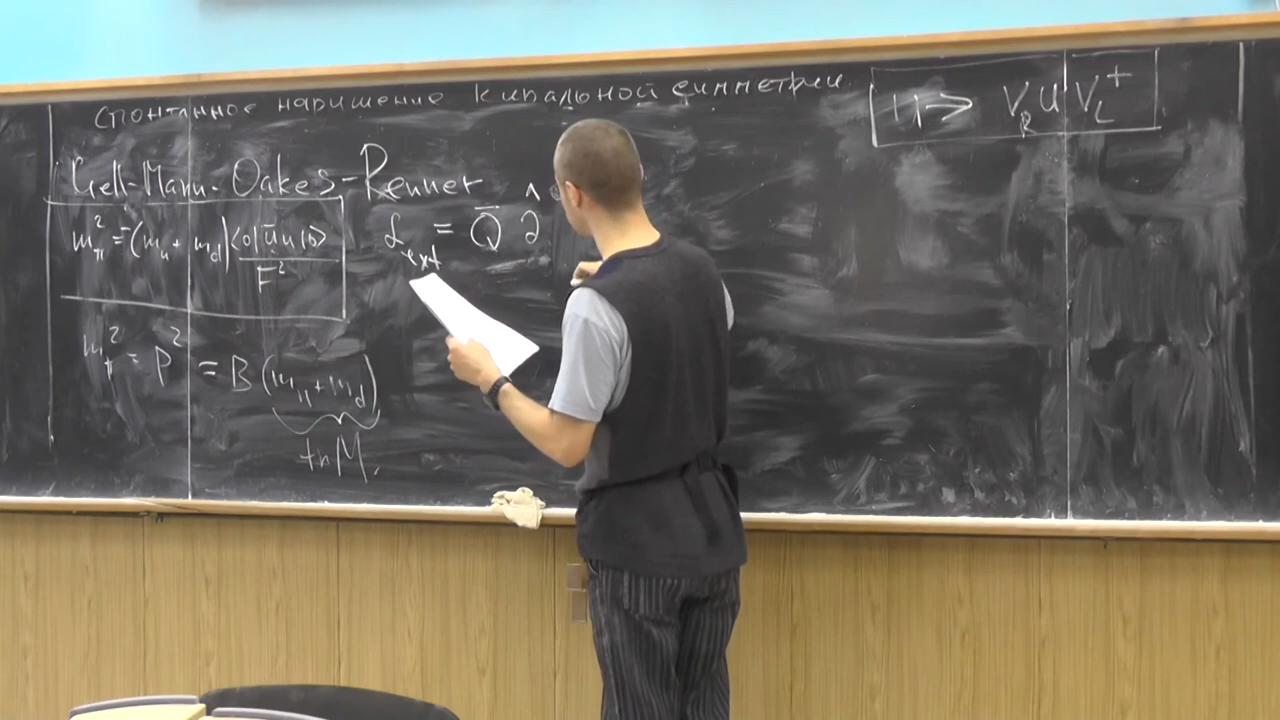 спонтанное нарушение киральной симметрии.
U → V_R U V_L^+
Gell-Mann-Oakes-Renner
m_π^2 = -(m_u + m_d) <0|ūu|0> / F^2
L_ext = Q̄ ∂̂
m_π^2 = P^2 = B (m_u + m_d)
tr M.